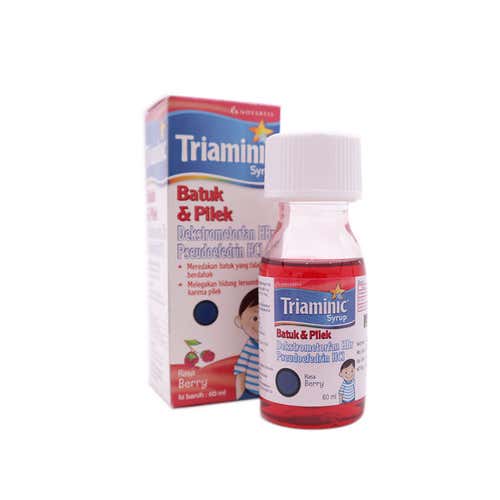 NOVARTIS
Triaminic
Syrup
Batuk
& Pilek
Dekstrometorfan HBr
Pseudoefedrin HCl
Meredakan batuk yang tidak
berdahak
Melegakan hidung tersumbat
karena pilek
Rasa
Berry
Isi bersih : 60 ml
Triaminic
Syrup
Batuk & Pilek
Dekstrometorfan HBr
Pseudoefedrin HCl
Rasa
Berry
60 ml